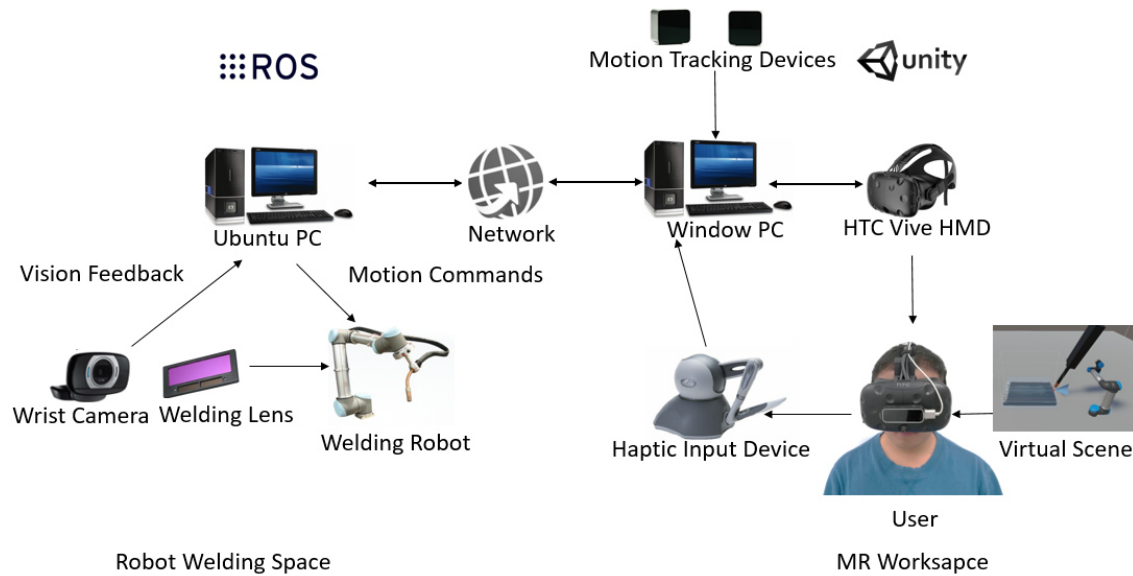 Motion Tracking Devices
ROS
unity
Ubuntu PC
Network
Window PC
HTC Vive HMD
Vision Feedback
Motion Commands
Wrist Camera
Welding Lens
Welding Robot
Haptic Input Device
Virtual Scene
User
Robot Welding Space
MR Worksapce